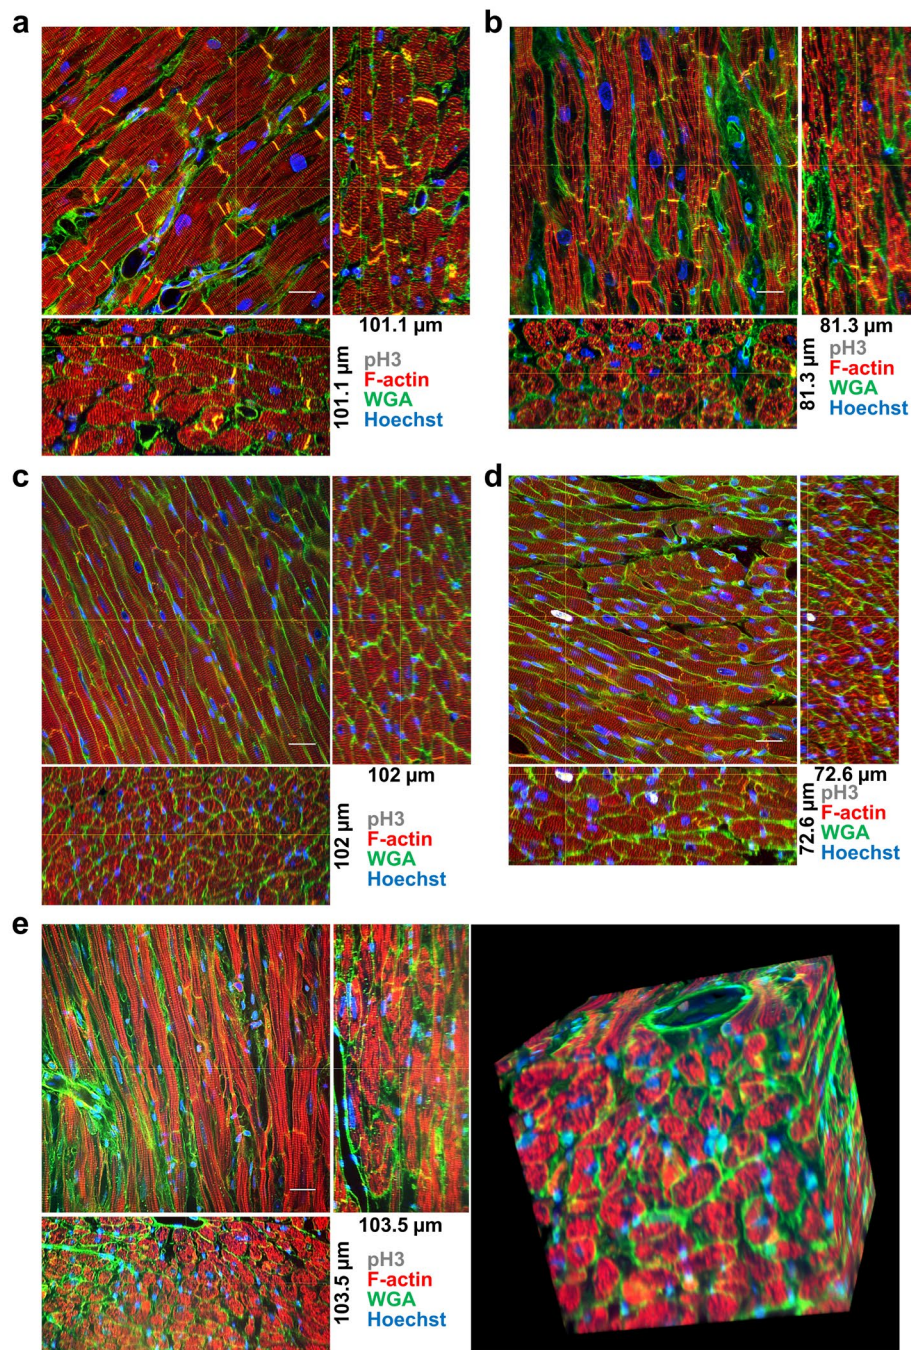 a
101.1 µm
101.1 µm
pH3
F-actin
WGA
Hoechst
b
81.3 µm
81.3 µm
pH3
F-actin
WGA
Hoechst
c
102 µm
102 µm
pH3
F-actin
WGA
Hoechst
d
72.6 µm
72.6 µm
pH3
F-actin
WGA
Hoechst
e
103.5 µm
103.5 µm
pH3
F-actin
WGA
Hoechst